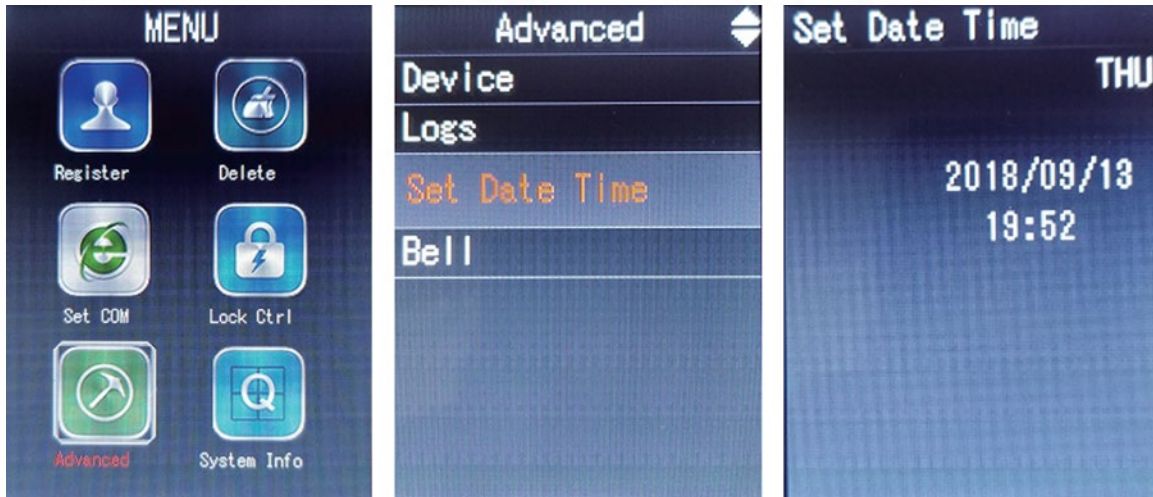 MENU
Register Delete
Set COM Lock Ctrl
Advanced System Info
Advanced
Device
Logs
Set Date Time
Bell
Set Date Time
THU
2018/09/13
19:52